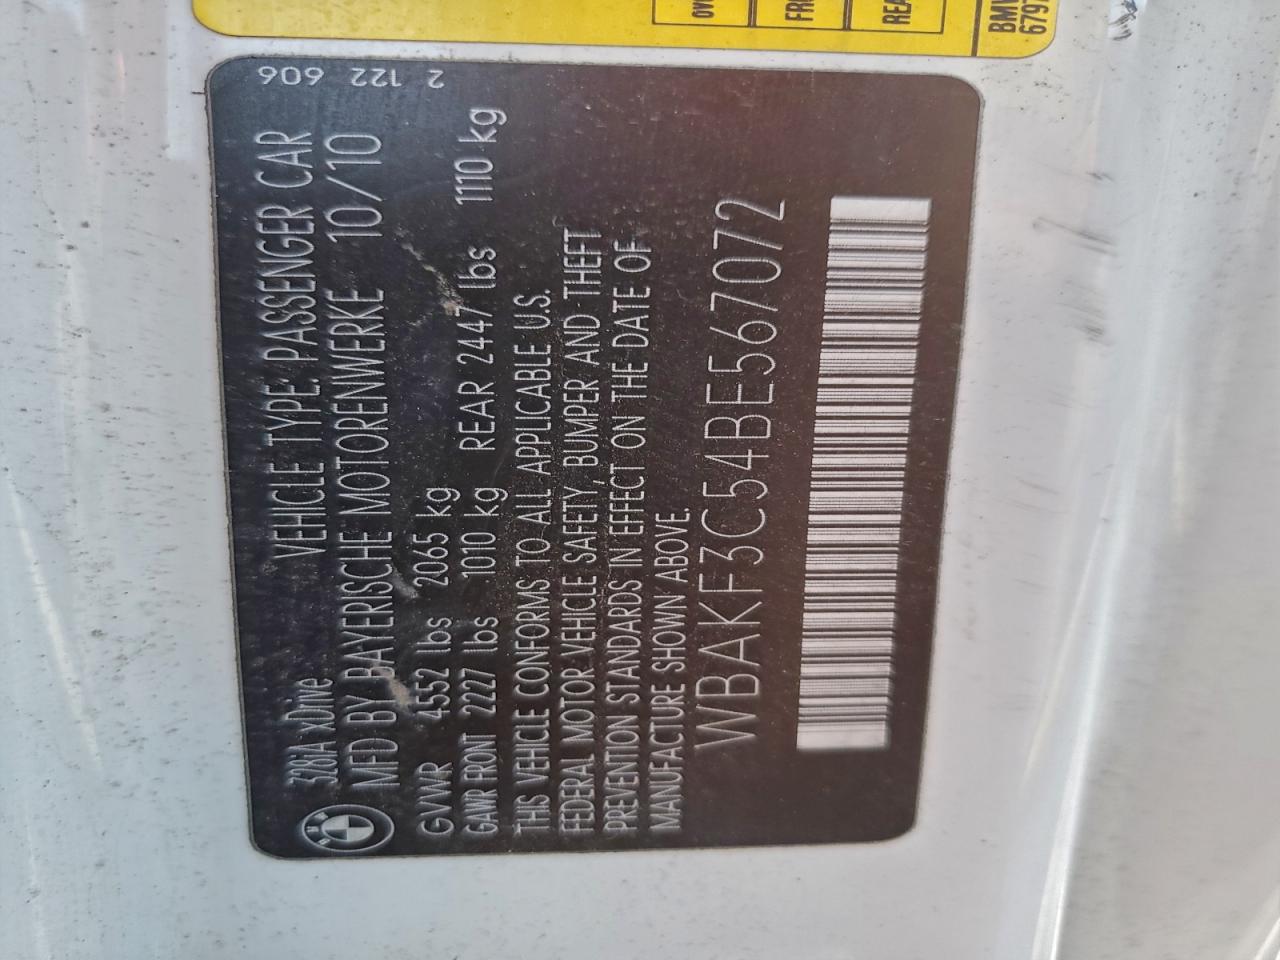 328iA xDrive VEHICLE TYPE: PASSENGER CAR
MFD BY BAYERISCHE MOTORENWERKE 10/10
GVWR 4552 lbs 2065 kg
GAWR FRONT 2227 lbs 1010 kg REAR 2447 lbs 1110 kg
THIS VEHICLE CONFORMS TO ALL APPLICABLE U.S.
FEDERAL MOTOR VEHICLE SAFETY, BUMPER AND THEFT
PREVENTION STANDARDS IN EFFECT ON THE DATE OF
MANUFACTURE SHOWN ABOVE.
WBAKF3C54BE567072
2 122 606
BMW